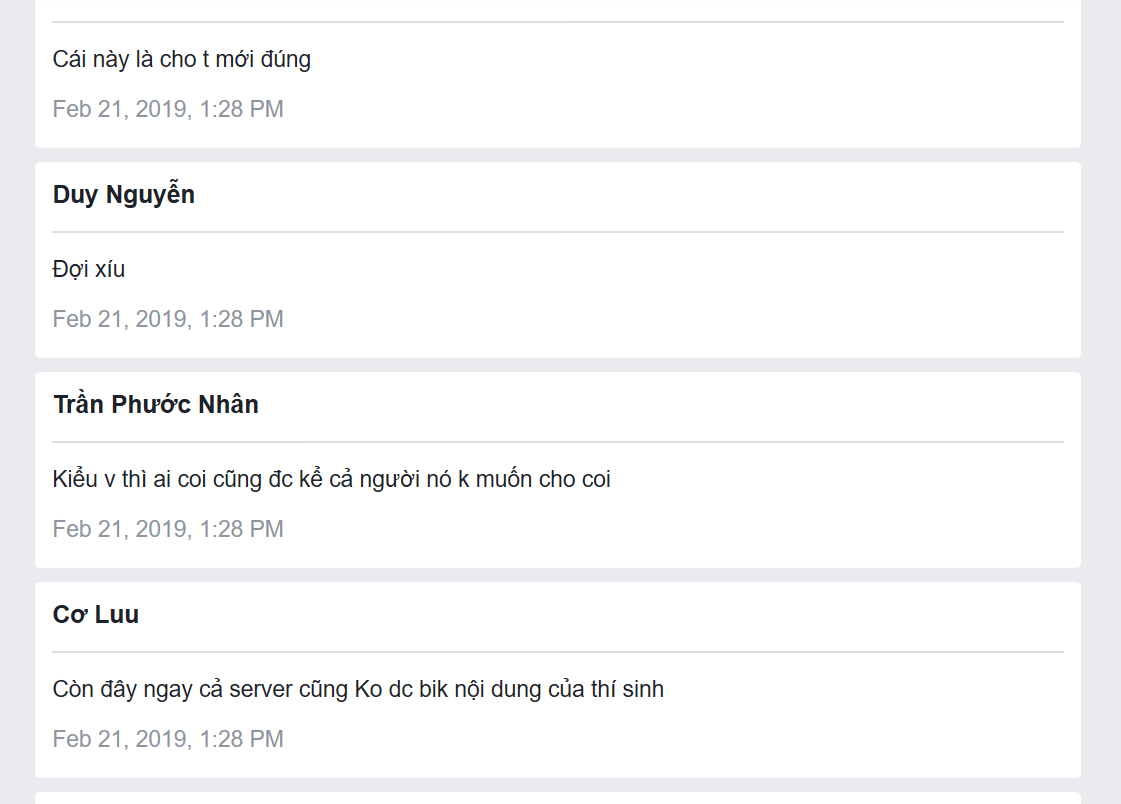 Cái này là cho t mới đúng
Feb 21, 2019, 1:28 PM
Duy Nguyễn
Đợi xíu
Feb 21, 2019, 1:28 PM
Trần Phước Nhân
Kiểu v thì ai coi cũng đc kể cả người nó k muốn cho coi
Feb 21, 2019, 1:28 PM
Cơ Luu
Còn đây ngay cả server cũng Ko dc bik nội dung của thí sinh
Feb 21, 2019, 1:28 PM